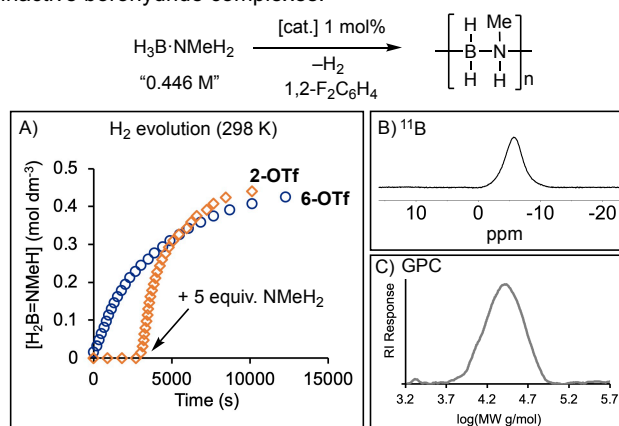 inactive borohydride complexes.
H3B·NMeH2
[cat.] 1 mol%
–H2
1,2-F2C6H4
"0.446 M"
H
Me
B
N
n
H
H
A)
H2 evolution (298 K)
[H2B=NMeH] (mol dm-3)
0.5
0.4
0.3
0.2
0.1
0
2-OTf
6-OTf
+ 5 equiv. NMeH2
0
5000
10000
15000
Time (s)
B) 11B
10
0
-10
-20
ppm
C) GPC
RI Response
3.2
3.7
4.2
4.7
5.2
5.7
log(MW g/mol)